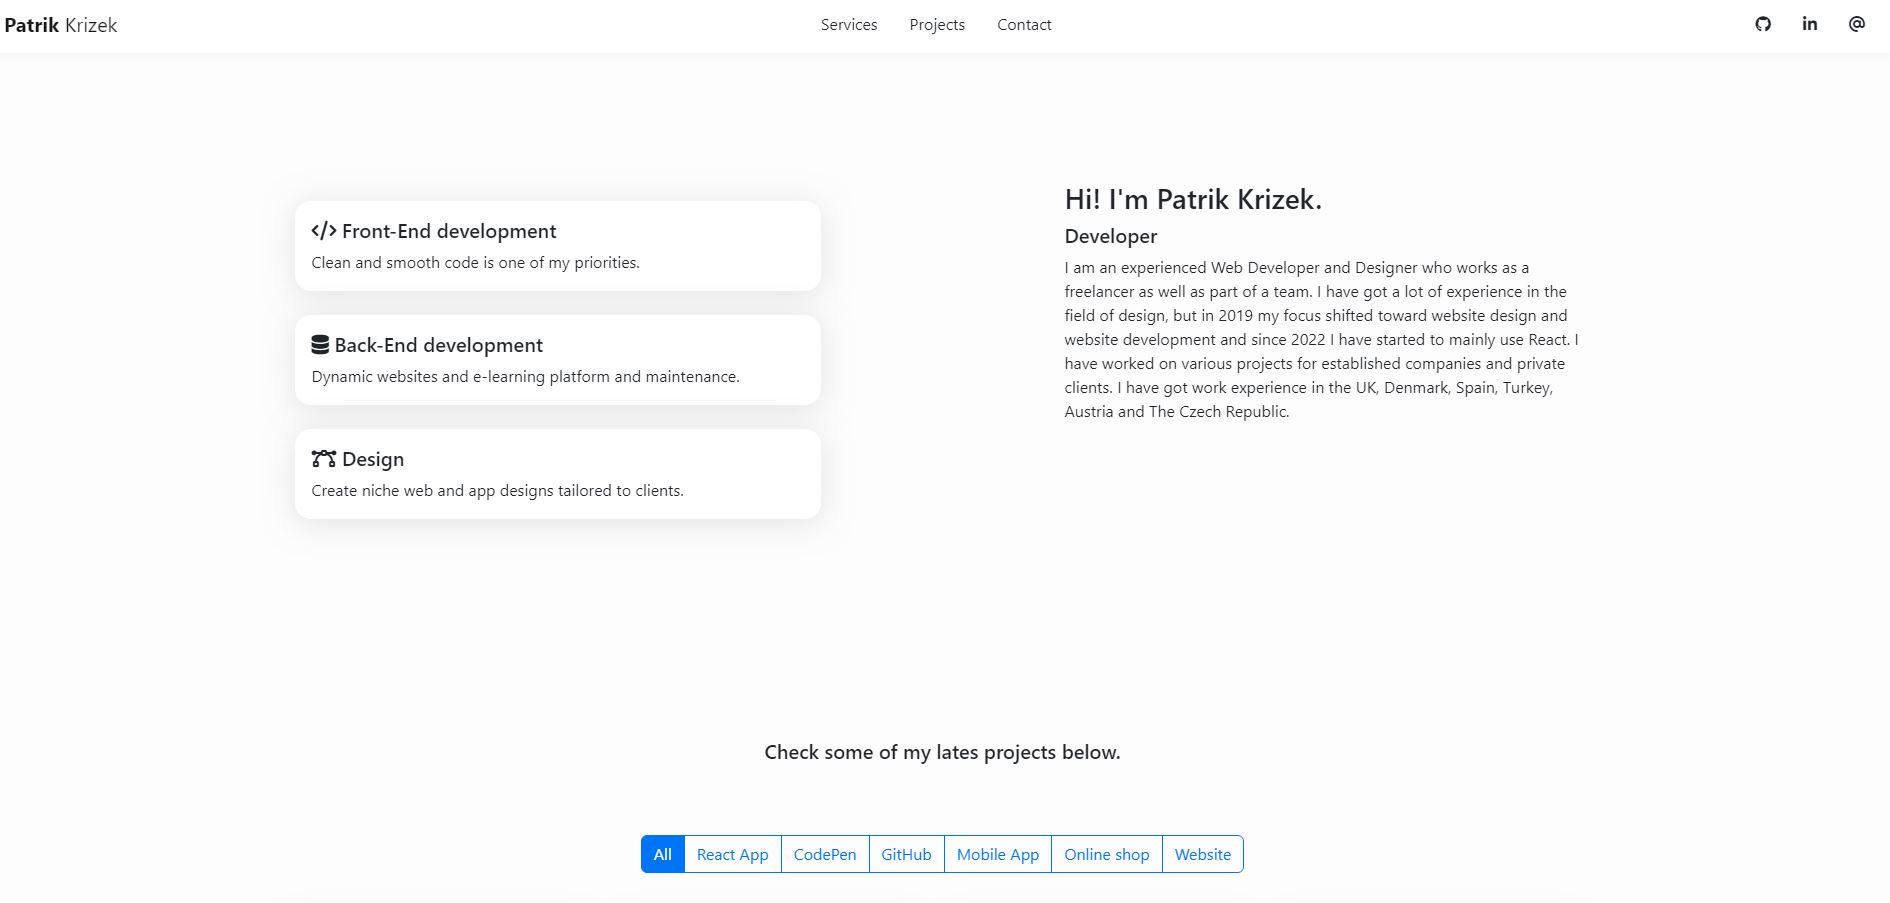 Patrik Krizek
Services Projects Contact
Front-End development
Clean and smooth code is one of my priorities.
Back-End development
Dynamic websites and e-learning platform and maintenance.
Design
Create niche web and app designs tailored to clients.
Hi! I'm Patrik Krizek.
Developer
I am an experienced Web Developer and Designer who works as a
freelancer as well as part of a team. I have got a lot of experience in the
field of design, but in 2019 my focus shifted toward website design and
website development and since 2022 I have started to mainly use React. I
have worked on various projects for established companies and private
clients. I have got work experience in the UK, Denmark, Spain, Turkey,
Austria and The Czech Republic.
Check some of my lates projects below.
All React App CodePen GitHub Mobile App Online shop Website